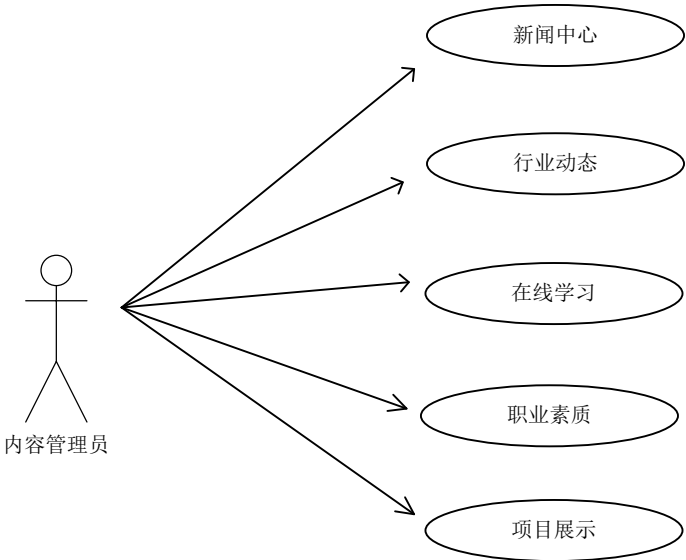 新闻中心
行业动态
在线学习
职业素质
项目展示
内容管理员